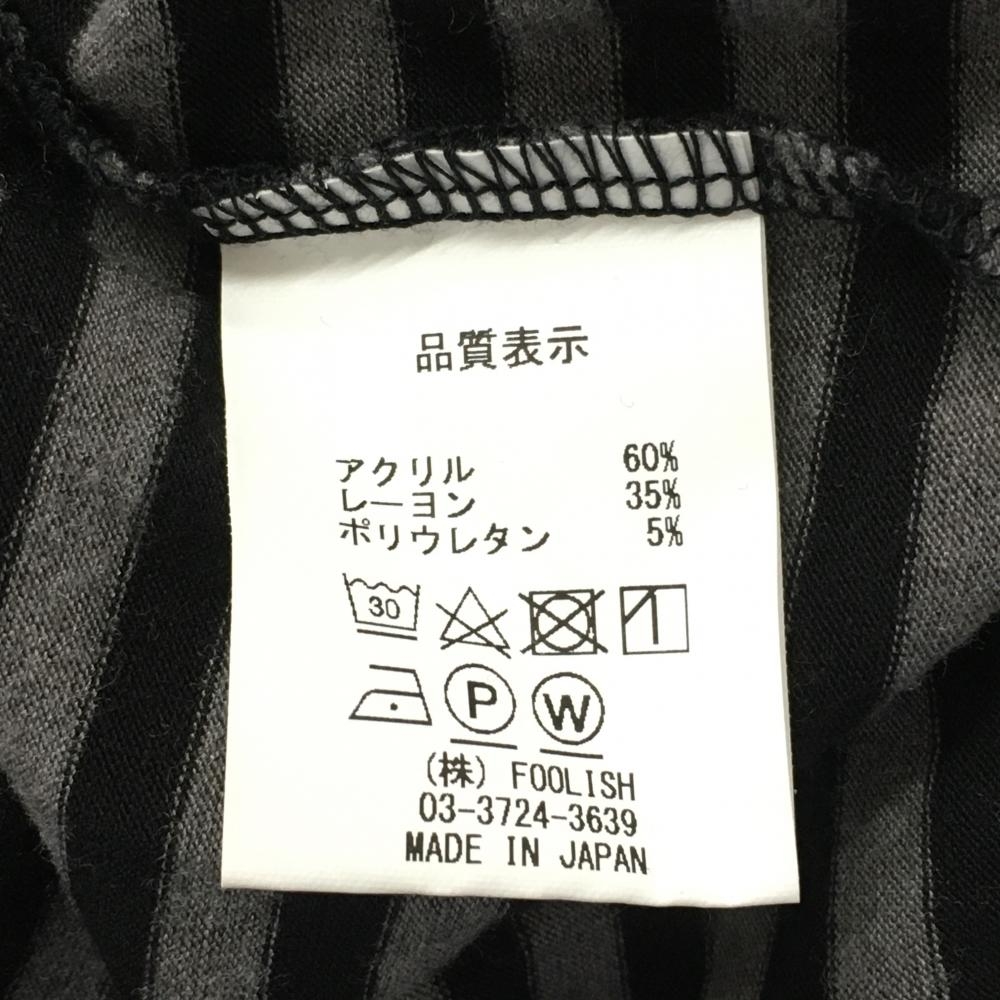 品質表示
アクリル 60%
レーヨン 35%
ポリウレタン 5%
30
P W
(株) FOOLISH
03-3724-3639
MADE IN JAPAN